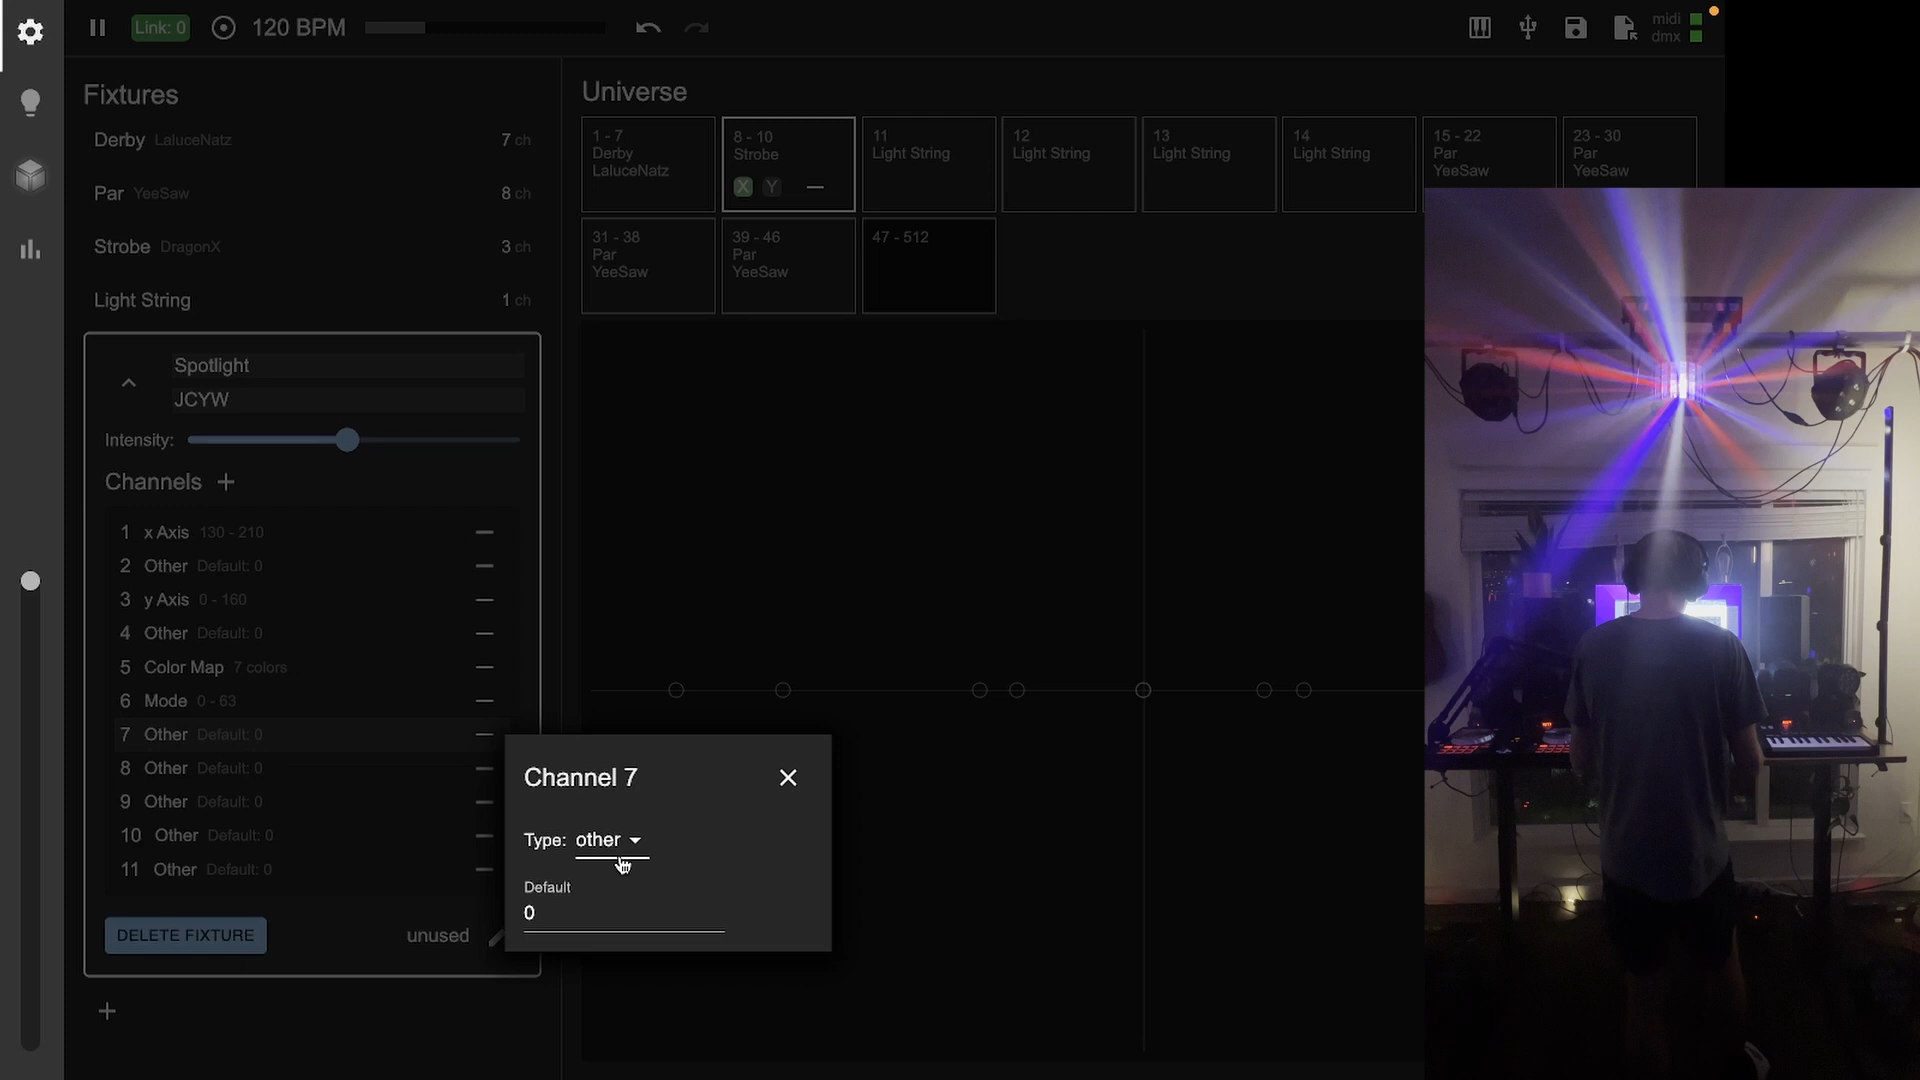 Link: 0
120 BPM
midi
dmx
Fixtures
Derby LaluceNatz 7 ch
Par YeeSaw 8 ch
Strobe DragonX 3 ch
Light String 1 ch
Spotlight
JCYW
Intensity:
Channels +
1 x Axis 130 - 210
2 Other Default: 0
3 y Axis 0 - 160
4 Other Default: 0
5 Color Map 7 colors
6 Mode 0 - 63
7 Other Default: 0
8 Other Default: 0
9 Other Default: 0
10 Other Default: 0
11 Other Default: 0
DELETE FIXTURE
unused
Universe
1 - 7
Derby
LaluceNatz
8 - 10
Strobe
X Y
11
Light String
12
Light String
13
Light String
14
Light String
15 - 22
Par
YeeSaw
23 - 30
Par
YeeSaw
31 - 38
Par
YeeSaw
39 - 46
Par
YeeSaw
47 - 512
Channel 7
Type: other
Default
0